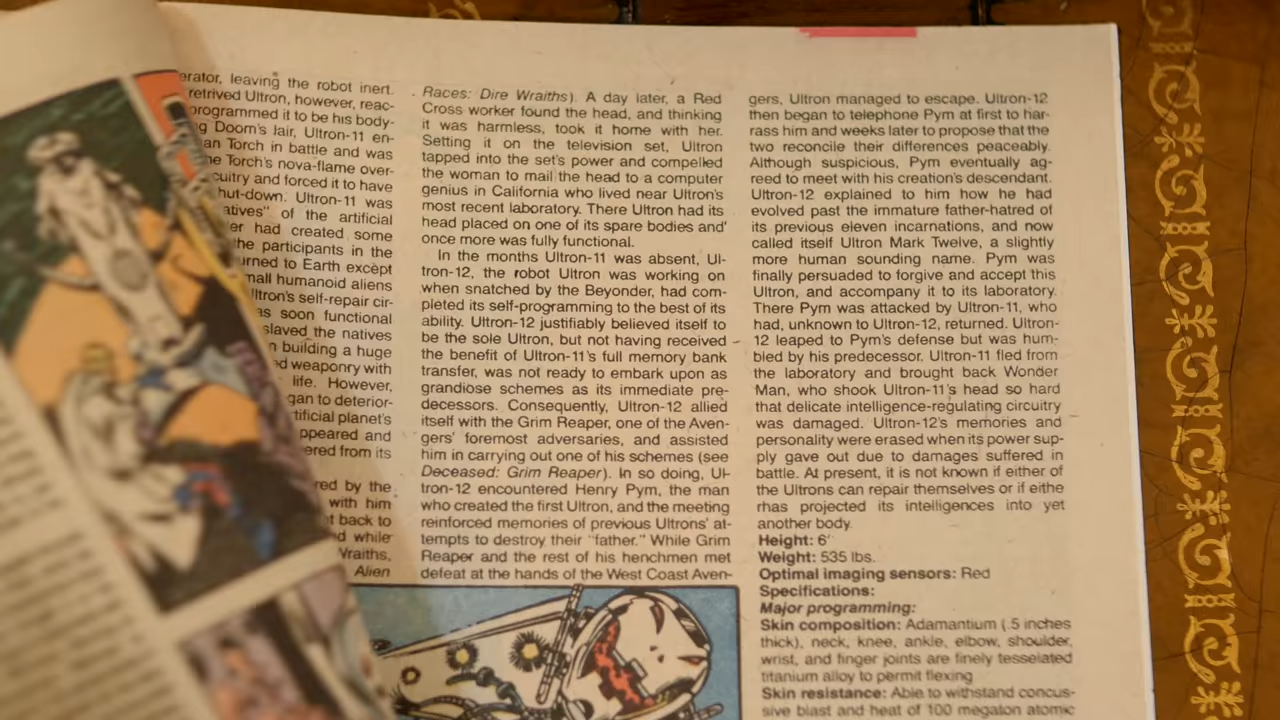 erator, leaving the robot inert.
retrived Ultron, however, reac-
programmed it to be his body-
g Doom's lair, Ultron-11 en-
an Torch in battle and was
he Torch's nova-flame over-
cuitry and forced it to have
hut-down. Ultron-11 was
atives" of the artificial
er had created some
he participants in the
urned to Earth except
mall humanoid aliens
ltron's self-repair cir-
as soon functional
slaved the natives
n building a huge
d weaponry with
life. However,
gan to deterior-
tificial planet's
ppeared and
ered from its
red by the
with him
t back to
d while
Wraiths,
Alien
Races: Dire Wraiths). A day later, a Red
Cross worker found the head, and thinking
it was harmless, took it home with her.
Setting it on the television set, Ultron
tapped into the set's power and compelled
the woman to mail the head to a computer
genius in California who lived near Ultron's
most recent laboratory. There Ultron had its
head placed on one of its spare bodies and
once more was fully functional.
In the months Ultron-11 was absent, Ul-
tron-12, the robot Ultron was working on
when snatched by the Beyonder, had com-
pleted its self-programming to the best of its
ability. Ultron-12 justifiably believed itself to
be the sole Ultron, but not having received
the benefit of Ultron-11's full memory bank
transfer, was not ready to embark upon as
grandiose schemes as its immediate pre-
decessors. Consequently, Ultron-12 allied
itself with the Grim Reaper, one of the Aven-
gers' foremost adversaries, and assisted
him in carrying out one of his schemes (see
Deceased: Grim Reaper). In so doing, Ul-
tron-12 encountered Henry Pym, the man
who created the first Ultron, and the meeting
reinforced memories of previous Ultrons' at-
tempts to destroy their "father." While Grim
Reaper and the rest of his henchmen met
defeat at the hands of the West Coast Aven-
gers, Ultron managed to escape. Ultron-12
then began to telephone Pym at first to har-
rass him and weeks later to propose that the
two reconcile their differences peaceably.
Although suspicious, Pym eventually ag-
reed to meet with his creation's descendant.
Ultron-12 explained to him how he had
evolved past the immature father-hatred of
its previous eleven incarnations, and now
called itself Ultron Mark Twelve, a slightly
more human sounding name. Pym was
finally persuaded to forgive and accept this
Ultron, and accompany it to its laboratory.
There Pym was attacked by Ultron-11, who
had, unknown to Ultron-12, returned. Ultron-
12 leaped to Pym's defense but was hum-
bled by his predecessor. Ultron-11 fled from
the laboratory and brought back Wonder
Man, who shook Ultron-11's head so hard
that delicate intelligence-regulating circuitry
was damaged. Ultron-12's memories and
personality were erased when its power sup-
ply gave out due to damages suffered in
battle. At present, it is not known if either of
the Ultrons can repair themselves or if eithe
rhas projected its intelligences into yet
another body.
Height: 6'
Weight: 535 lbs.
Optimal imaging sensors: Red
Specifications:
Major programming:
Skin composition: Adamantium (.5 inches
thick), neck, knee, ankle, elbow, shoulder,
wrist, and finger joints are finely tesselated
titanium alloy to permit flexing
Skin resistance: Able to withstand concus-
sive blast and heat of 100 megaton atomic